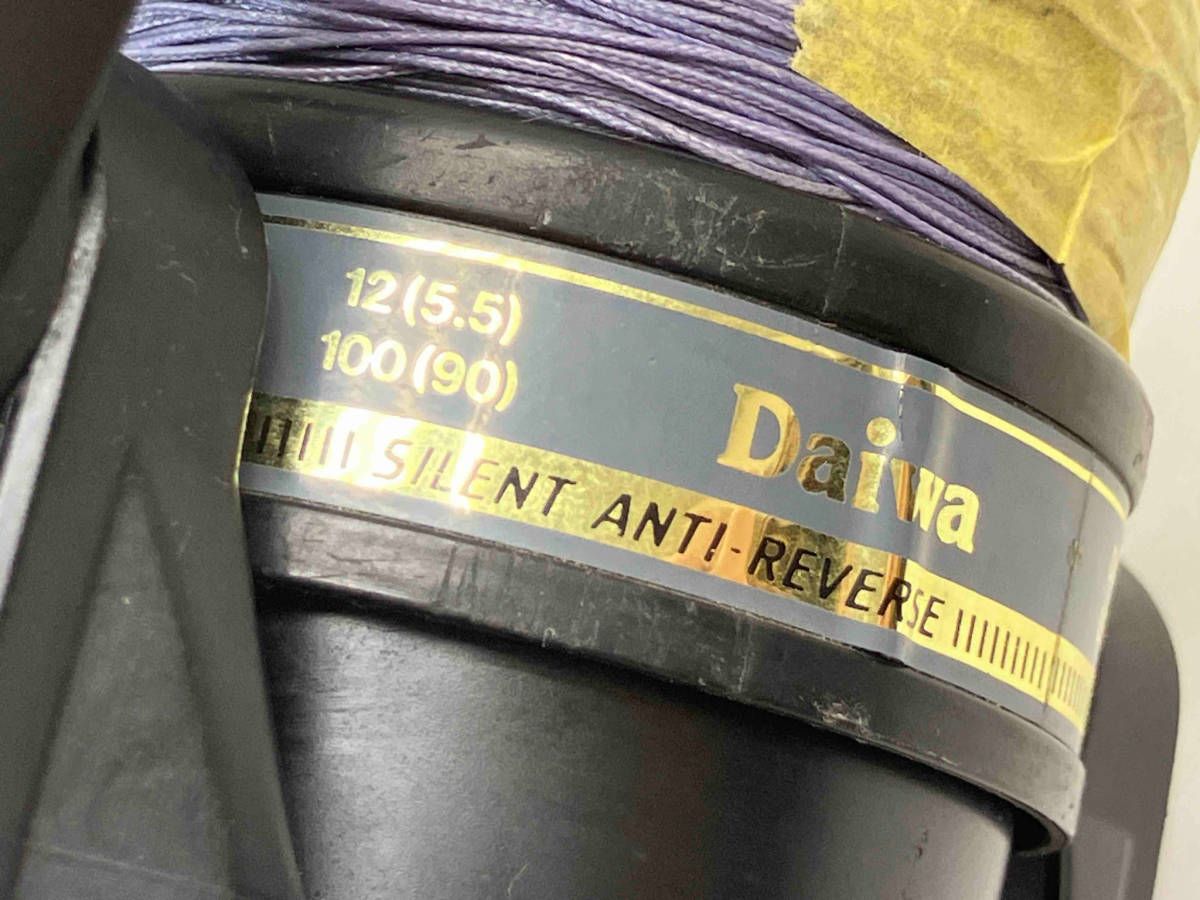 12(5.5)
100(90)
Daiwa
SILENT ANTI-REVERSE